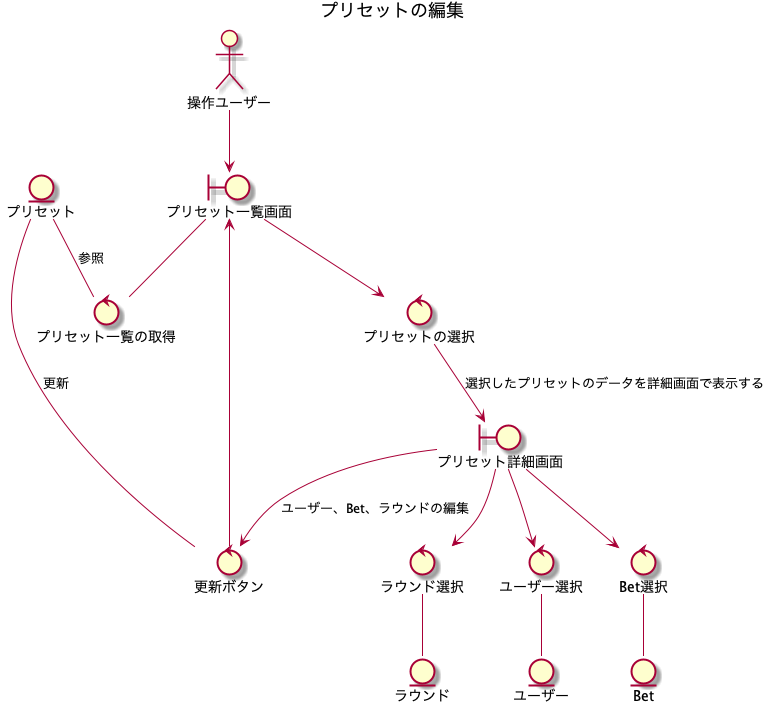 プリセットの編集
操作ユーザー
プリセット
プリセット一覧画面
参照
プリセット一覧の取得
プリセットの選択
更新
選択したプリセットのデータを詳細画面で表示する
プリセット詳細画面
ユーザー、Bet、ラウンドの編集
更新ボタン
ラウンド選択
ユーザー選択
Bet選択
ラウンド
ユーザー
Bet